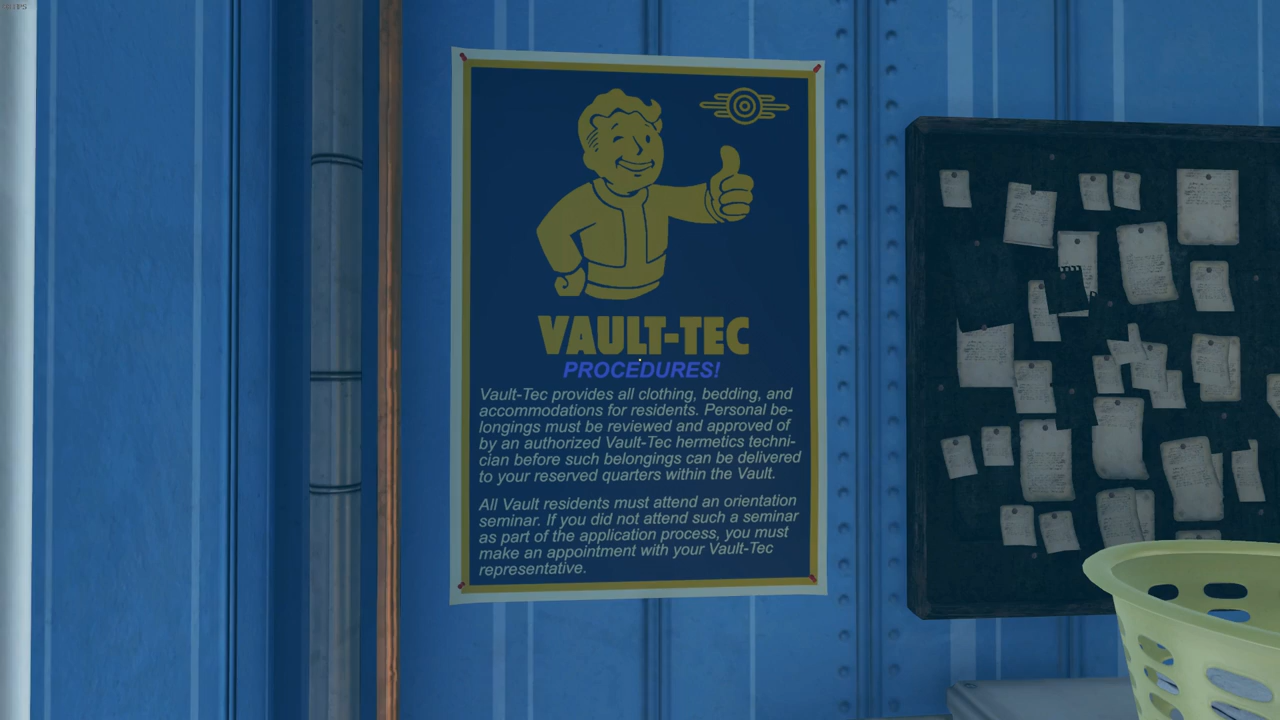 VAULT-TEC
PROCEDURES!
Vault-Tec provides all clothing, bedding, and
accommodations for residents. Personal be-
longings must be reviewed and approved of
by an authorized Vault-Tec hermetics techni-
cian before such belongings can be delivered
to your reserved quarters within the Vault.
All Vault residents must attend an orientation
seminar. If you did not attend such a seminar
as part of the application process, you must
make an appointment with your Vault-Tec
representative.